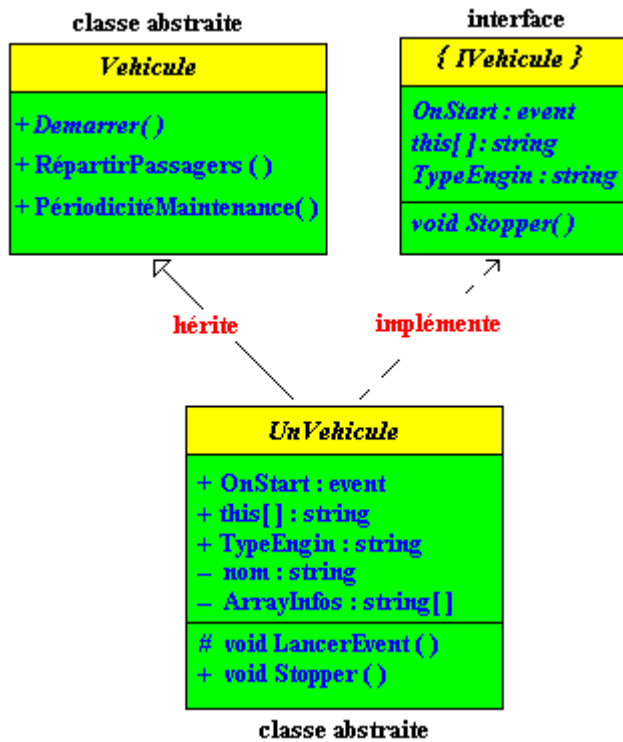 classe abstraite
Vehicule
+ Demarrer()
+ RépartirPassagers ()
+ PériodicitéMaintenance()
interface
{ IVehicule }
OnStart : event
this[ ]: string
TypeEngin : string
void Stopper()
hérite
implémente
UnVehicule
+ OnStart : event
+ this[ ] : string
+ TypeEngin : string
– nom : string
– ArrayInfos : string[ ]
# void LancerEvent ( )
+ void Stopper ( )
classe abstraite